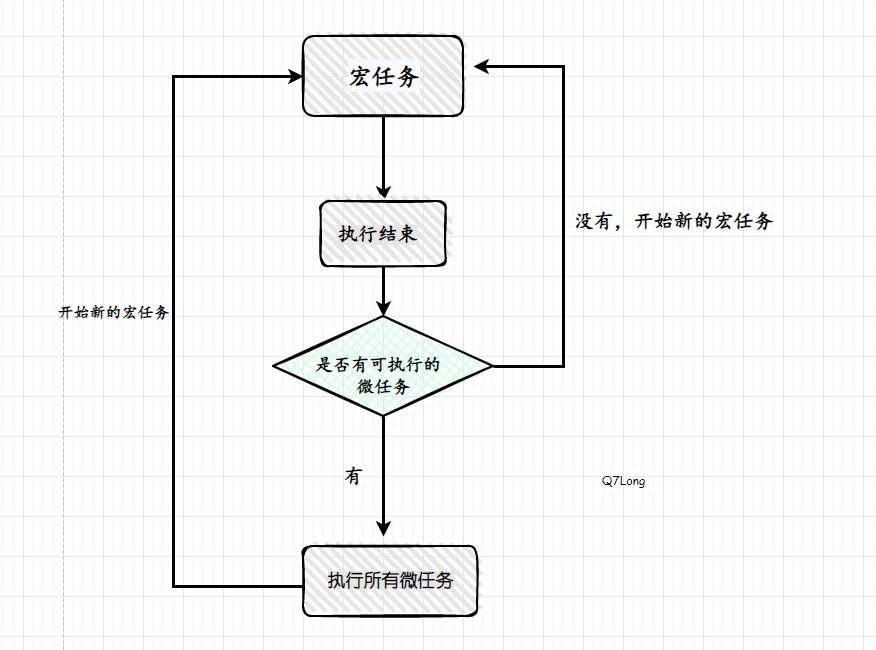 宏任务
没有，开始新的宏任务
执行结束
开始新的宏任务
是否有可执行的
微任务
有
Q7Long
执行所有微任务